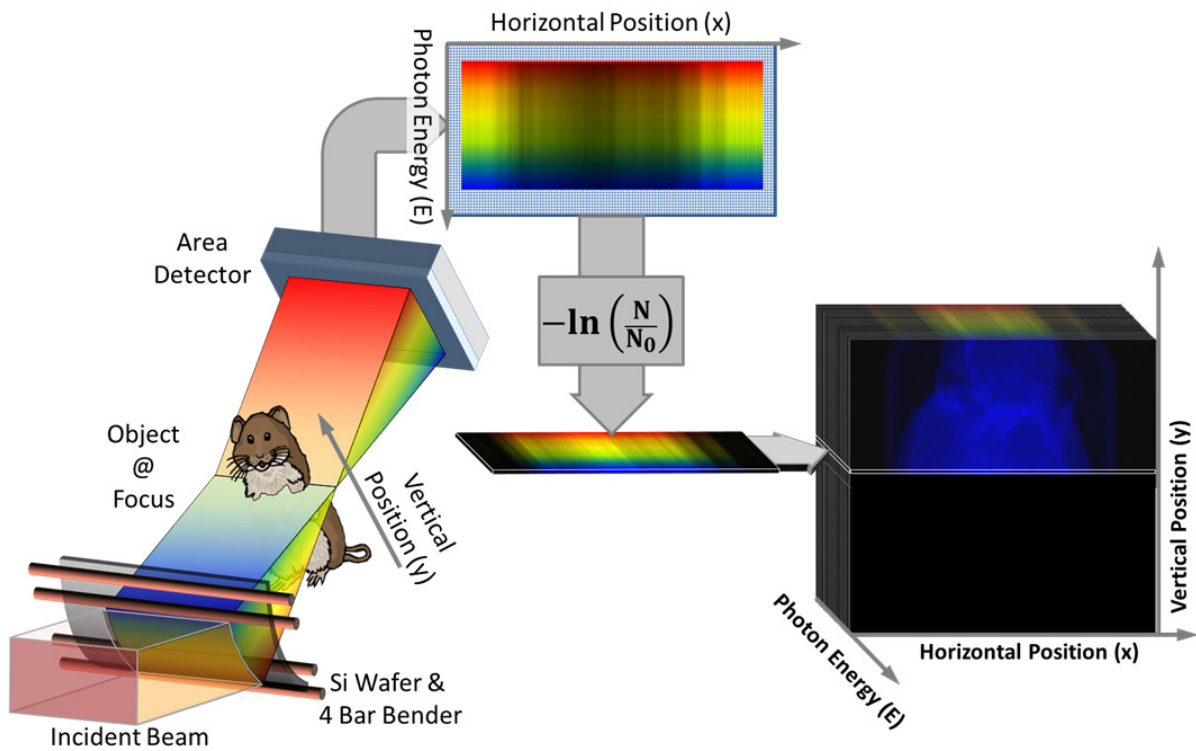 Horizontal Position (x)
Photon Energy (E)
Area
Detector
−ln (N/N₀)
Object
@
Focus
Vertical
Position (y)
Si Wafer &
4 Bar Bender
Incident Beam
Vertical Position (y)
Photon Energy (E)
Horizontal Position (x)